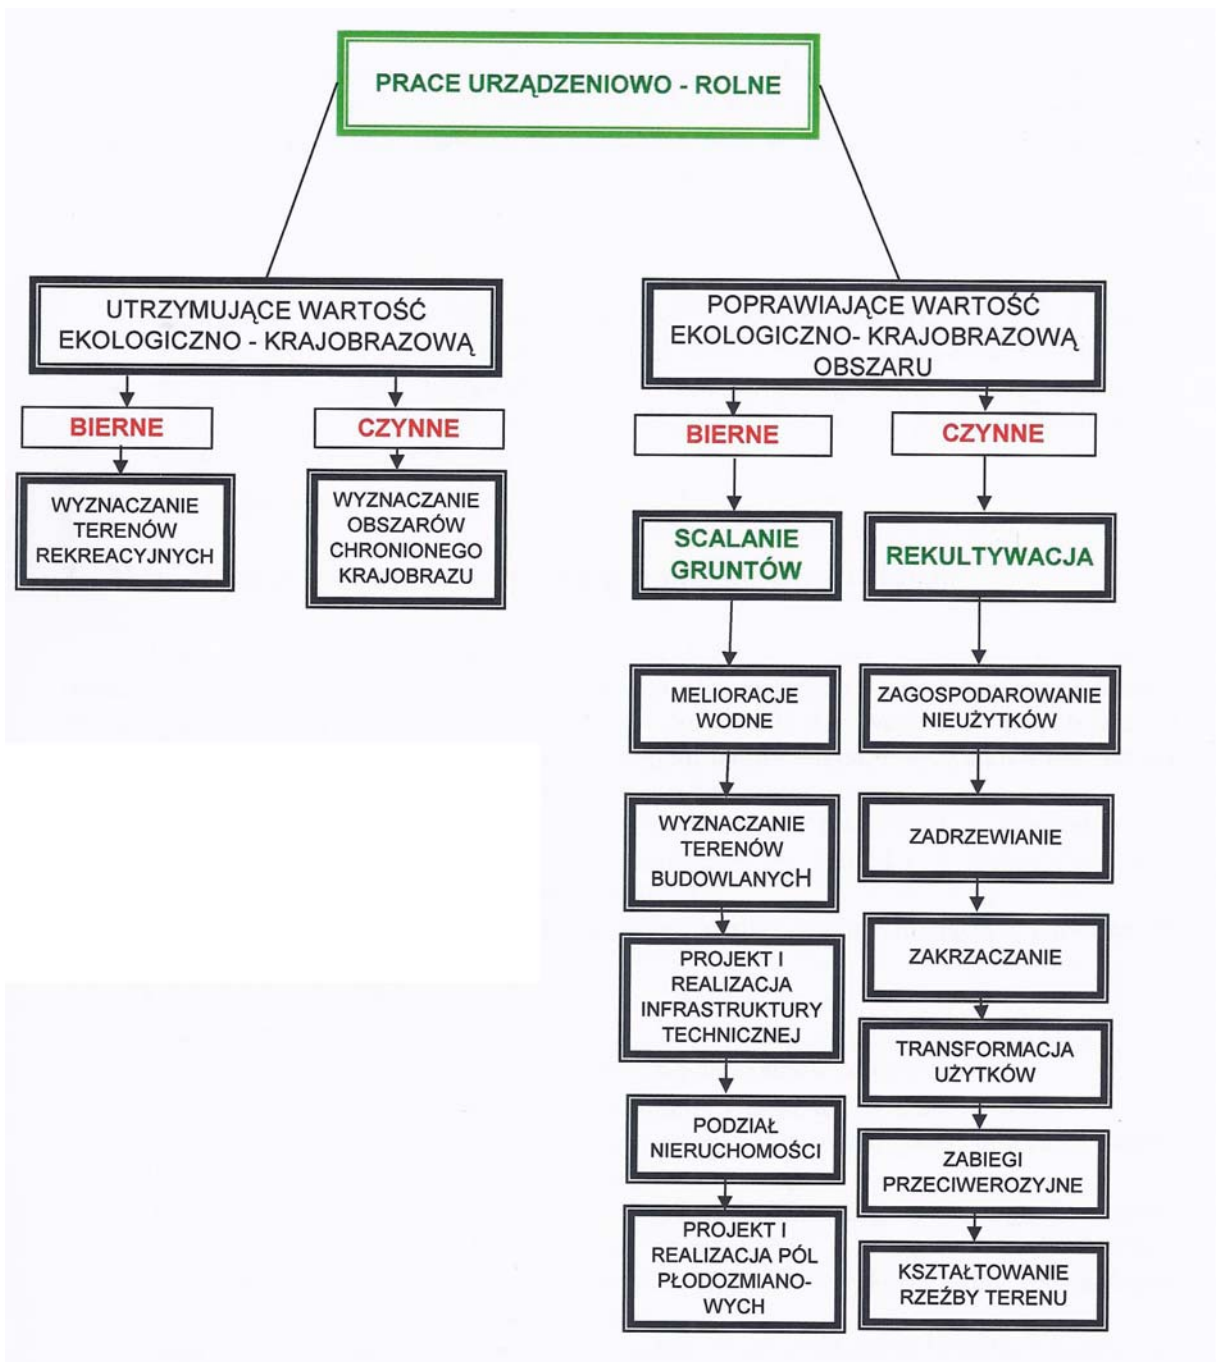 PRACE URZĄDZENIOWO - ROLNE
UTRZYMUJĄCE WARTOŚĆ
EKOLOGICZNO - KRAJOBRAZOWĄ
BIERNE
WYZNACZANIE
TERENÓW
REKREACYJNYCH
CZYNNE
WYZNACZANIE
OBSZARÓW
CHRONIONEGO
KRAJOBRAZU
POPRAWIAJĄCE WARTOŚĆ
EKOLOGICZNO- KRAJOBRAZOWĄ
OBSZARU
BIERNE
SCALANIE
GRUNTÓW
MELIORACJE
WODNE
WYZNACZANIE
TERENÓW
BUDOWLANYCH
PROJEKT I
REALIZACJA
INFRASTRUKTURY
TECHNICZNEJ
PODZIAŁ
NIERUCHOMOŚCI
PROJEKT I
REALIZACJA PÓL
PŁODOZMIANO-
WYCH
CZYNNE
REKULTYWACJA
ZAGOSPODAROWANIE
NIEUŻYTKÓW
ZADRZEWIANIE
ZAKRZACZANIE
TRANSFORMACJA
UŻYTKÓW
ZABIEGI
PRZECIWEROZYJNE
KSZTAŁTOWANIE
RZEŹBY TERENU